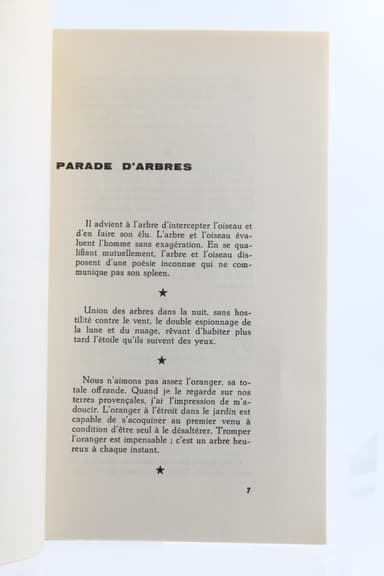 PARADE D'ARBRES
Il advient à l'arbre d'intercepter l'oiseau et
d'en faire son élu. L'arbre et l'oiseau éva-
luent l'homme sans exagération. En se qua-
lifiant mutuellement, l'arbre et l'oiseau dis-
posent d'une poésie inconnue qui ne com-
munique pas son spleen.
★
Union des arbres dans la nuit, sans hos-
tilité contre le vent, le double espionnage de
la lune et du nuage, rêvant d'habiter plus
tard l'étoile qu'ils suivent des yeux.
★
Nous n'aimons pas assez l'oranger, sa to-
tale offrande. Quand je le regarde sur nos
terres provençales, j'ai l'impression de m'a-
doucir. L'oranger à l'étroit dans le jardin est
capable de s'acoquiner au premier venu à
condition d'être seul à le désaltérer. Tromper
l'oranger est impensable ; c'est un arbre heu-
reux à chaque instant.
★
7